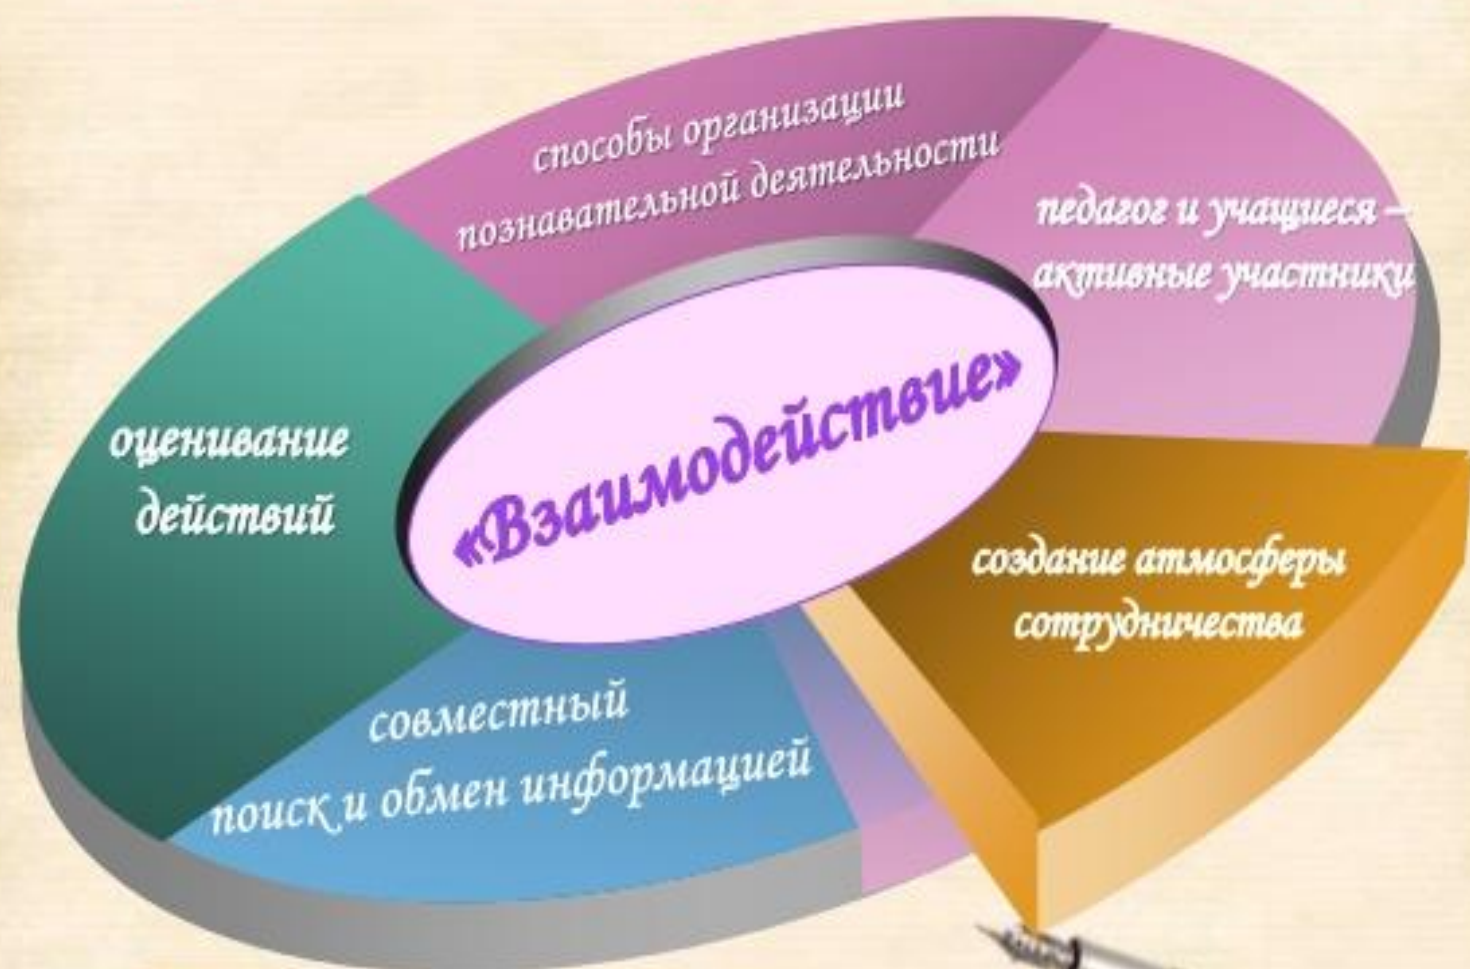 способы организации
познавательной деятельности
педагог и учащиеся –
активные участники
создание атмосферы
сотрудничества
совместный
поиск и обмен информацией
оценивание
действий
«Взаимодействие»